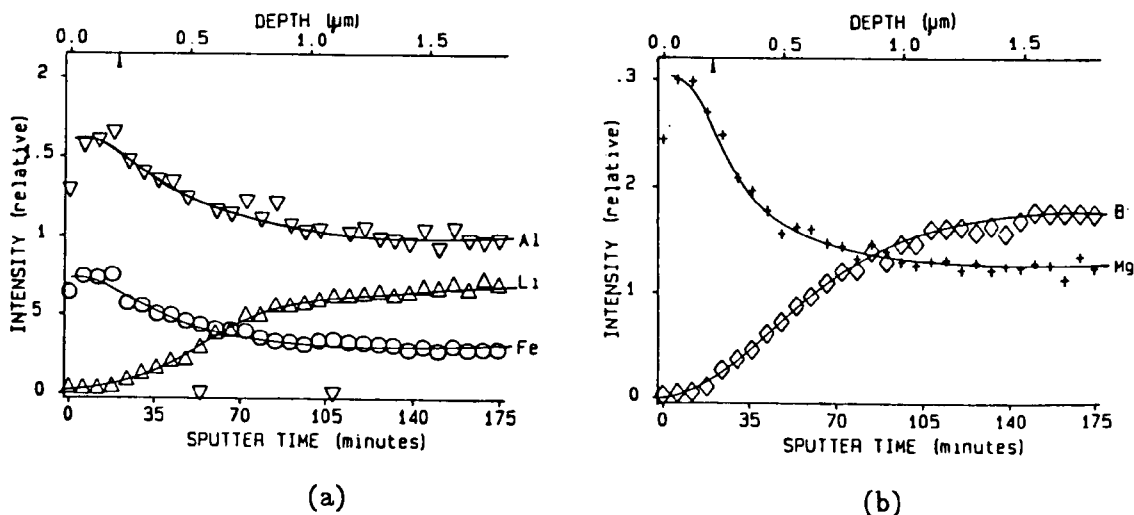 DEPTH (µm)
0.0 0.5 1.0 1.5
2
1.5
1
.5
0
INTENSITY (relative)
Al
Li
Fe
0 35 70 105 140 175
SPUTTER TIME (minutes)
(a)
DEPTH (µm)
0.0 0.5 1.0 1.5
.3
.2
.1
0
INTENSITY (relative)
B
Mg
0 35 70 105 140 175
SPUTTER TIME (minutes)
(b)